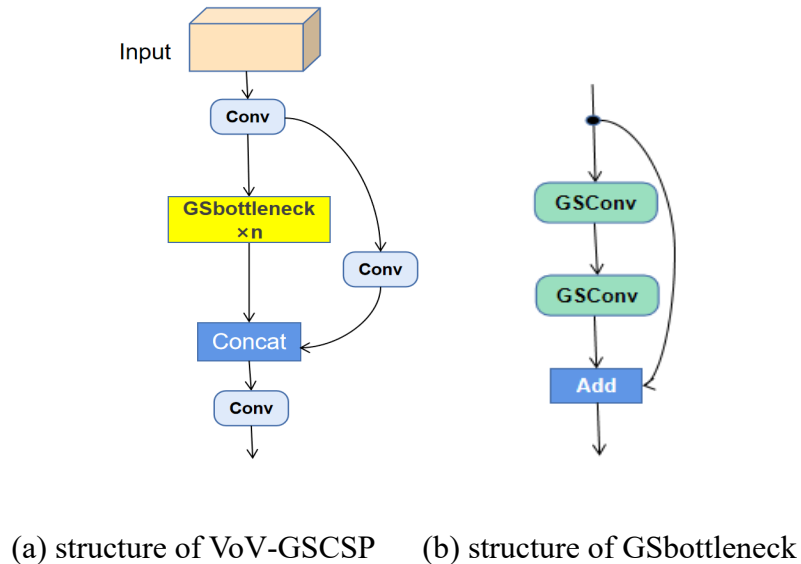 Input
Conv
GSbottleneck
×n
Conv
Concat
Conv
GSConv
GSConv
Add
(a) structure of VoV-GSCSP
(b) structure of GSbottleneck